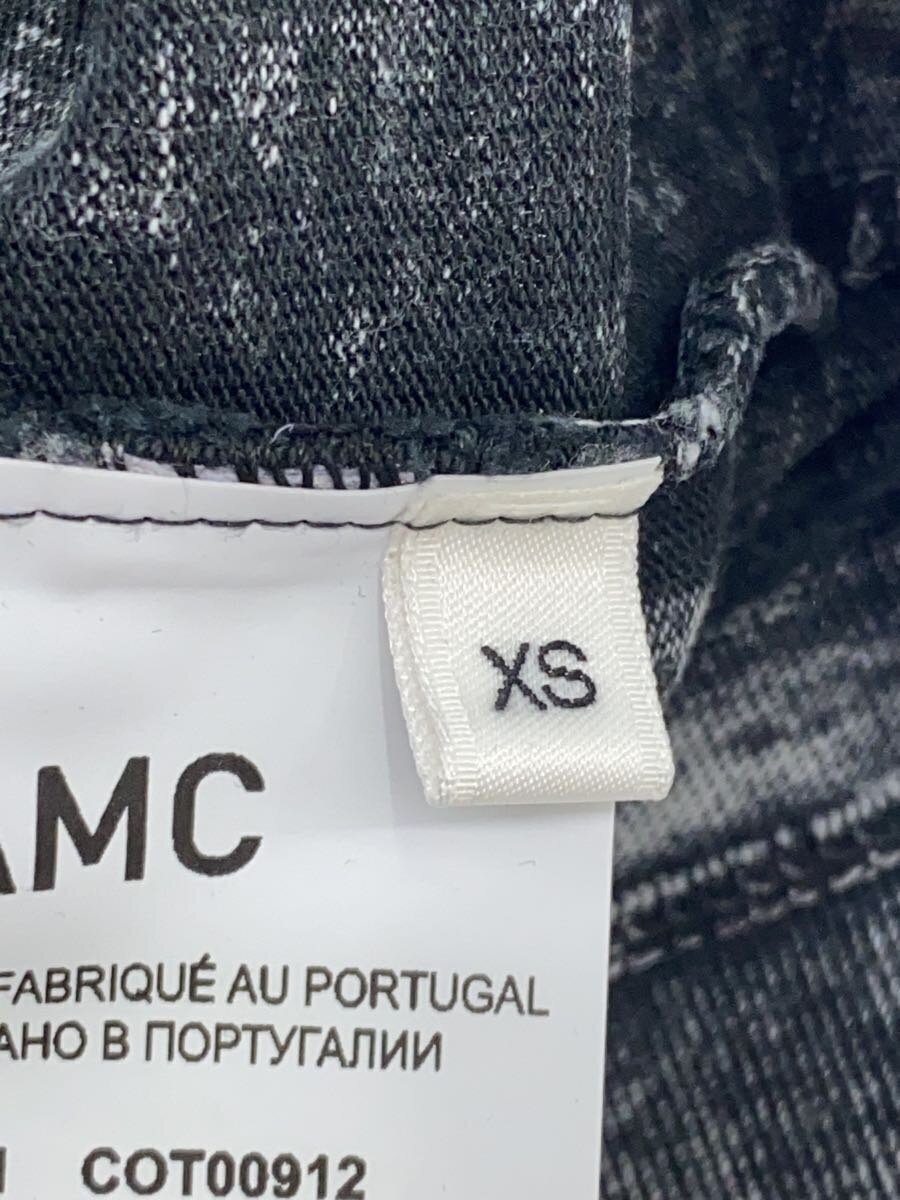 XS
AMC
FABRIQUÉ AU PORTUGAL
АНО В ПОРТУГАЛИИ
COT00912